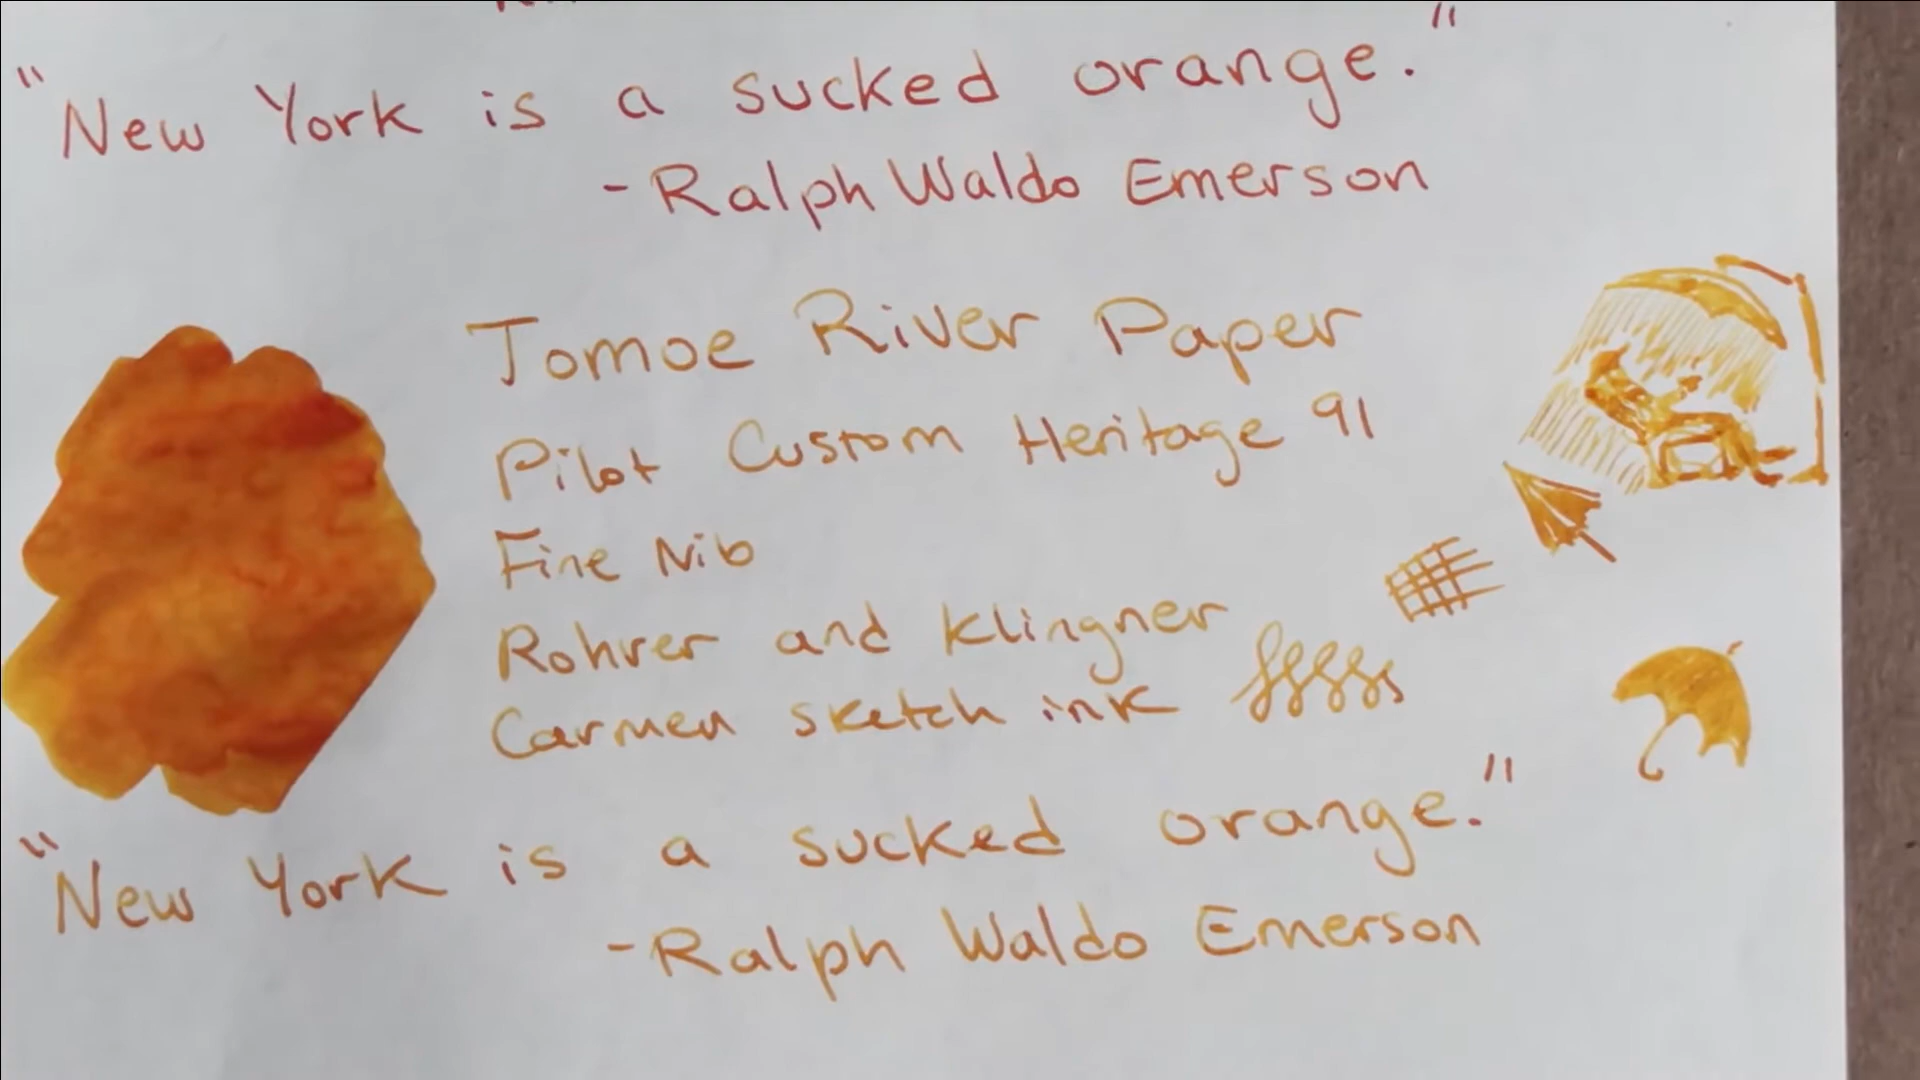 "New York is a sucked orange."
-Ralph Waldo Emerson
Tomoe River Paper
Pilot Custom Heritage 91
Fine Nib
Rohrer and Klingner
Carmen sketch ink
"New York is a sucked orange."
-Ralph Waldo Emerson